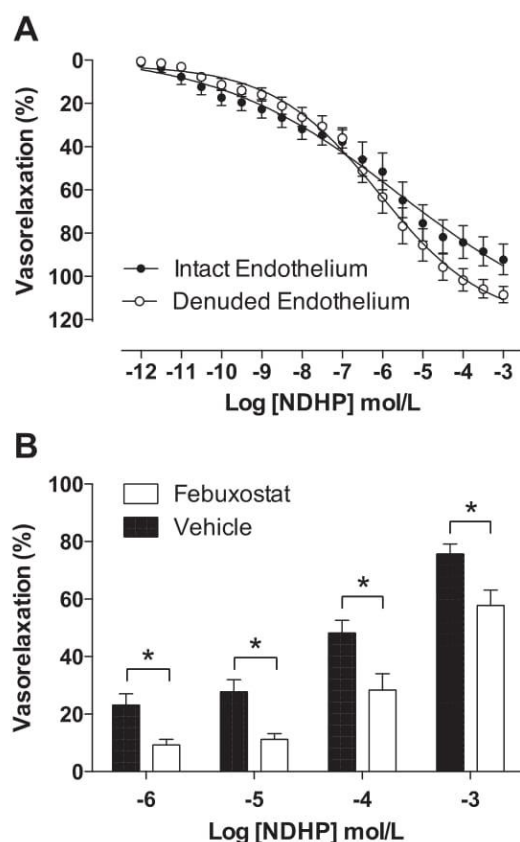 A
Vasorelaxation (%)
0
20
40
60
80
100
120
Intact Endothelium
Denuded Endothelium
-12 -11 -10 -9 -8 -7 -6 -5 -4 -3
Log [NDHP] mol/L
B
Vasorelaxation (%)
100
80
60
40
20
0
Febuxostat
Vehicle
* * * *
-6 -5 -4 -3
Log [NDHP] mol/L